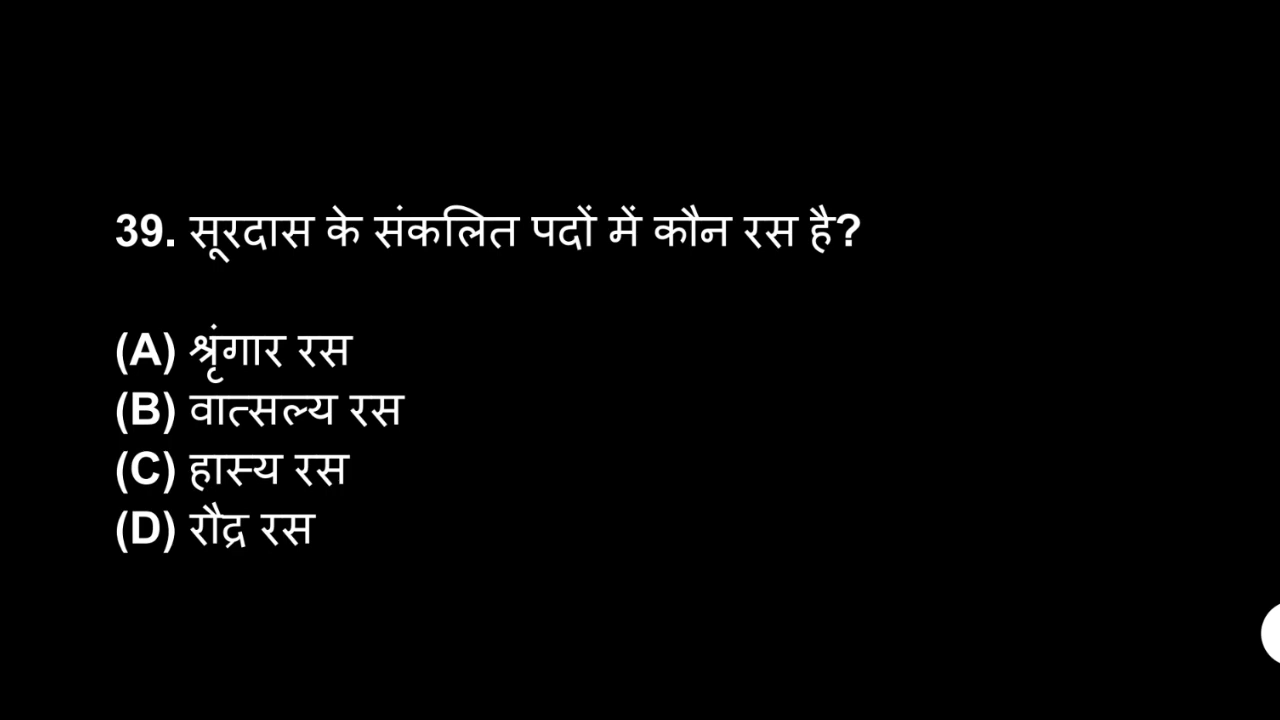 39. सूरदास के संकलित पदों में कौन रस है?
(A) श्रृंगार रस
(B) वात्सल्य रस
(C) हास्य रस
(D) रौद्र रस